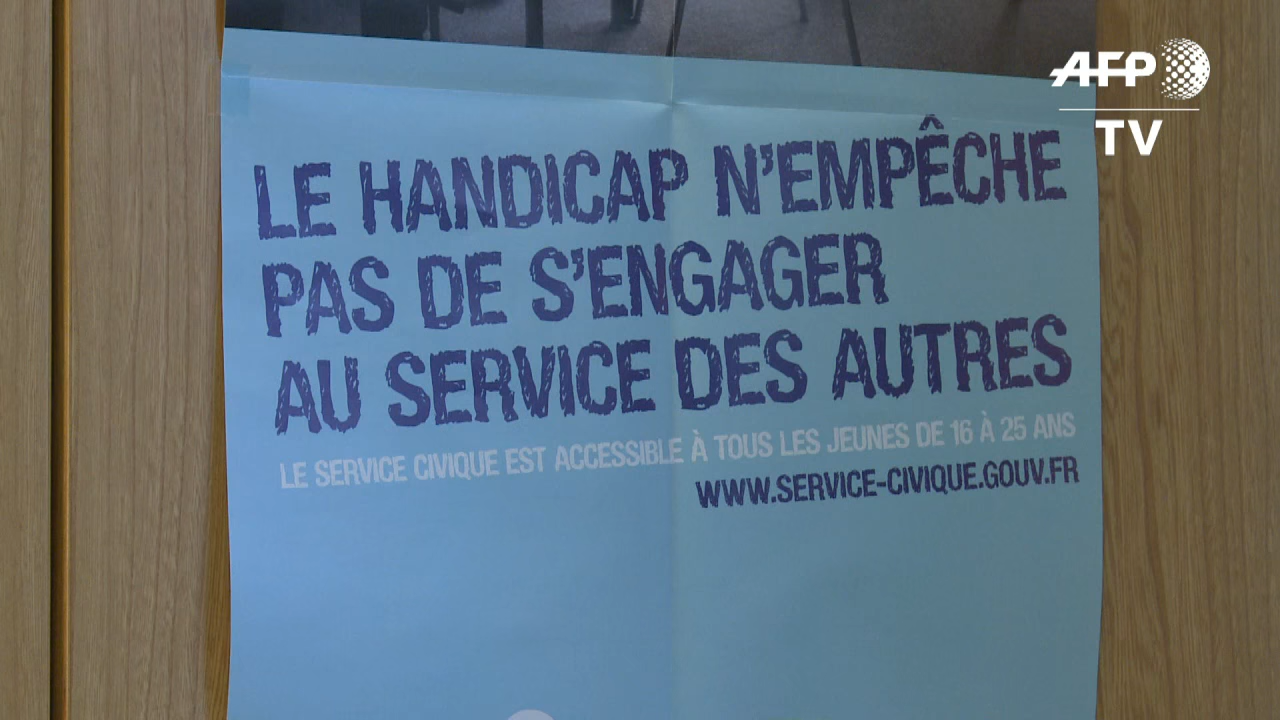 AFP
TV
LE HANDICAP N'EMPÊCHE
PAS DE S'ENGAGER
AU SERVICE DES AUTRES
LE SERVICE CIVIQUE EST ACCESSIBLE À TOUS LES JEUNES DE 16 À 25 ANS
WWW.SERVICE-CIVIQUE.GOUV.FR